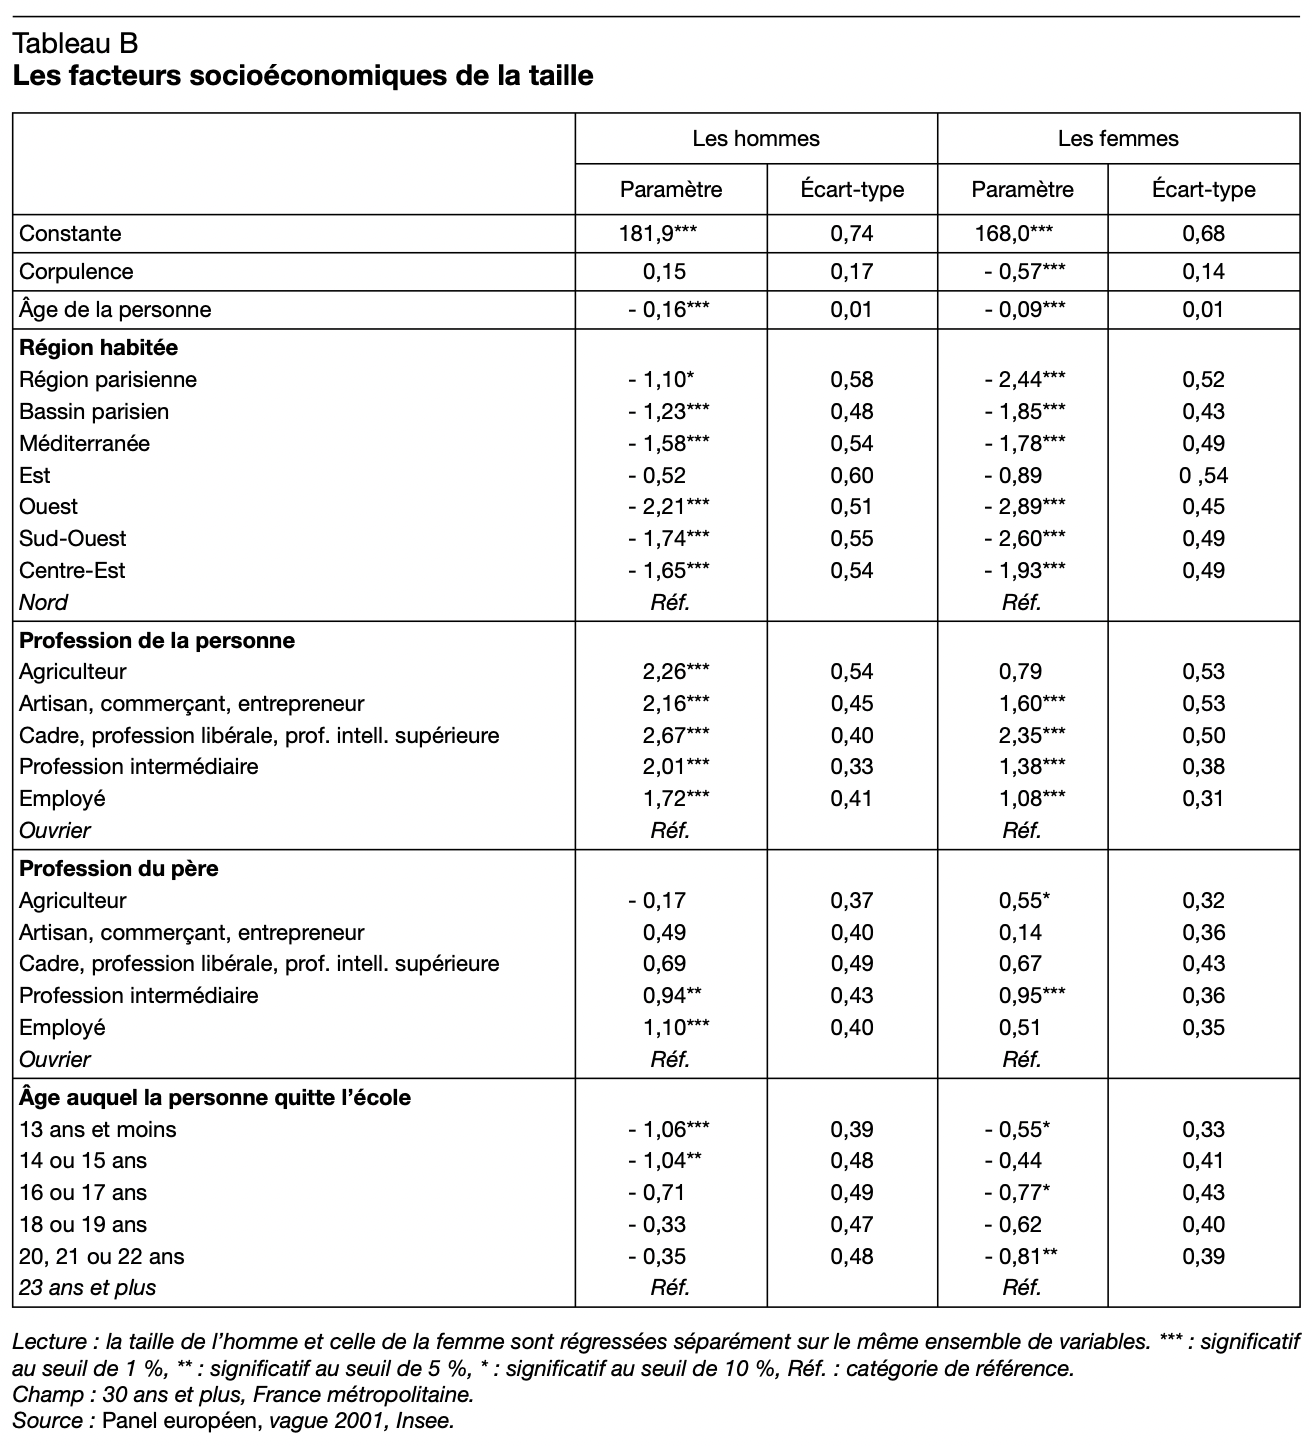 Tableau B
Les facteurs socioéconomiques de la taille
Les hommes Les femmes
Paramètre Écart-type Paramètre Écart-type
Constante 181,9*** 0,74 168,0*** 0,68
Corpulence 0,15 0,17 - 0,57*** 0,14
Âge de la personne - 0,16*** 0,01 - 0,09*** 0,01
Région habitée
Région parisienne - 1,10* 0,58 - 2,44*** 0,52
Bassin parisien - 1,23*** 0,48 - 1,85*** 0,43
Méditerranée - 1,58*** 0,54 - 1,78*** 0,49
Est - 0,52 0,60 - 0,89 0 ,54
Ouest - 2,21*** 0,51 - 2,89*** 0,45
Sud-Ouest - 1,74*** 0,55 - 2,60*** 0,49
Centre-Est - 1,65*** 0,54 - 1,93*** 0,49
Nord Réf. Réf.
Profession de la personne
Agriculteur 2,26*** 0,54 0,79 0,53
Artisan, commerçant, entrepreneur 2,16*** 0,45 1,60*** 0,53
Cadre, profession libérale, prof. intell. supérieure 2,67*** 0,40 2,35*** 0,50
Profession intermédiaire 2,01*** 0,33 1,38*** 0,38
Employé 1,72*** 0,41 1,08*** 0,31
Ouvrier Réf. Réf.
Profession du père
Agriculteur - 0,17 0,37 0,55* 0,32
Artisan, commerçant, entrepreneur 0,49 0,40 0,14 0,36
Cadre, profession libérale, prof. intell. supérieure 0,69 0,49 0,67 0,43
Profession intermédiaire 0,94** 0,43 0,95*** 0,36
Employé 1,10*** 0,40 0,51 0,35
Ouvrier Réf. Réf.
Âge auquel la personne quitte l’école
13 ans et moins - 1,06*** 0,39 - 0,55* 0,33
14 ou 15 ans - 1,04** 0,48 - 0,44 0,41
16 ou 17 ans - 0,71 0,49 - 0,77* 0,43
18 ou 19 ans - 0,33 0,47 - 0,62 0,40
20, 21 ou 22 ans - 0,35 0,48 - 0,81** 0,39
23 ans et plus Réf. Réf.
Lecture : la taille de l’homme et celle de la femme sont régressées séparément sur le même ensemble de variables. *** : significatif
au seuil de 1 %, ** : significatif au seuil de 5 %, * : significatif au seuil de 10 %, Réf. : catégorie de référence.
Champ : 30 ans et plus, France métropolitaine.
Source : Panel européen, vague 2001, Insee.